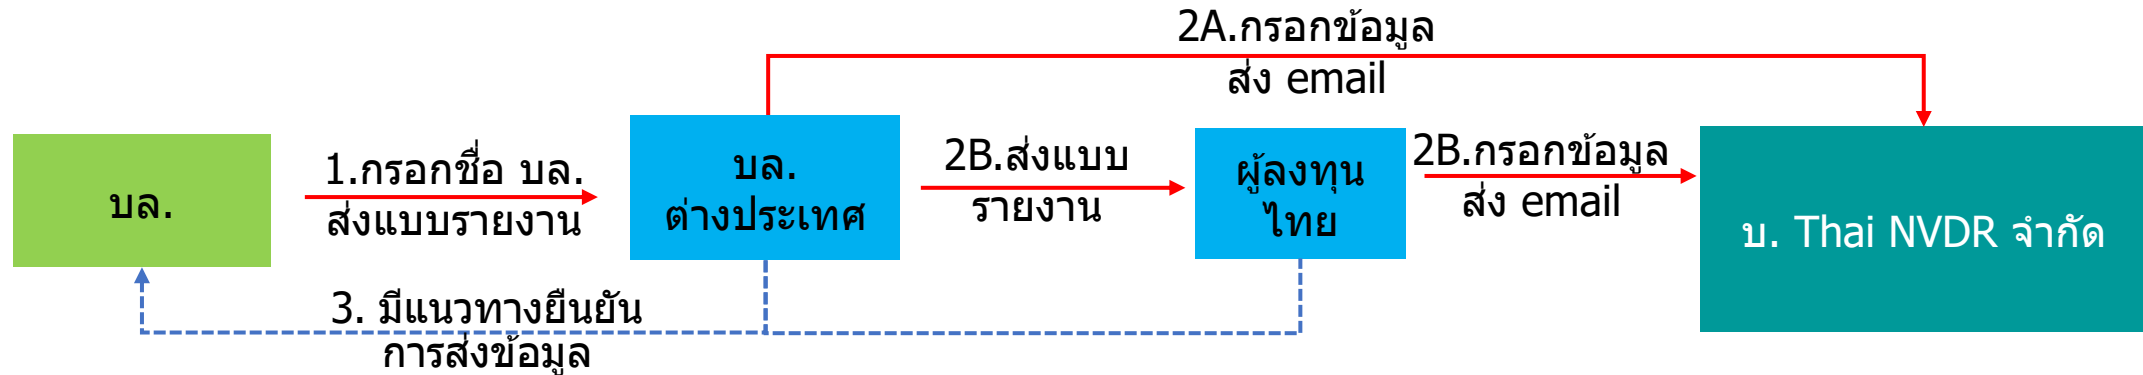 2A.กรอกข้อมูล
ส่ง email
บล.
1.กรอกชื่อ บล.
ส่งแบบรายงาน
บล.
ต่างประเทศ
2B.ส่งแบบ
รายงาน
ผู้ลงทุน
ไทย
2B.กรอกข้อมูล
ส่ง email
บ. Thai NVDR จำกัด
3. มีแนวทางยืนยัน
การส่งข้อมูล